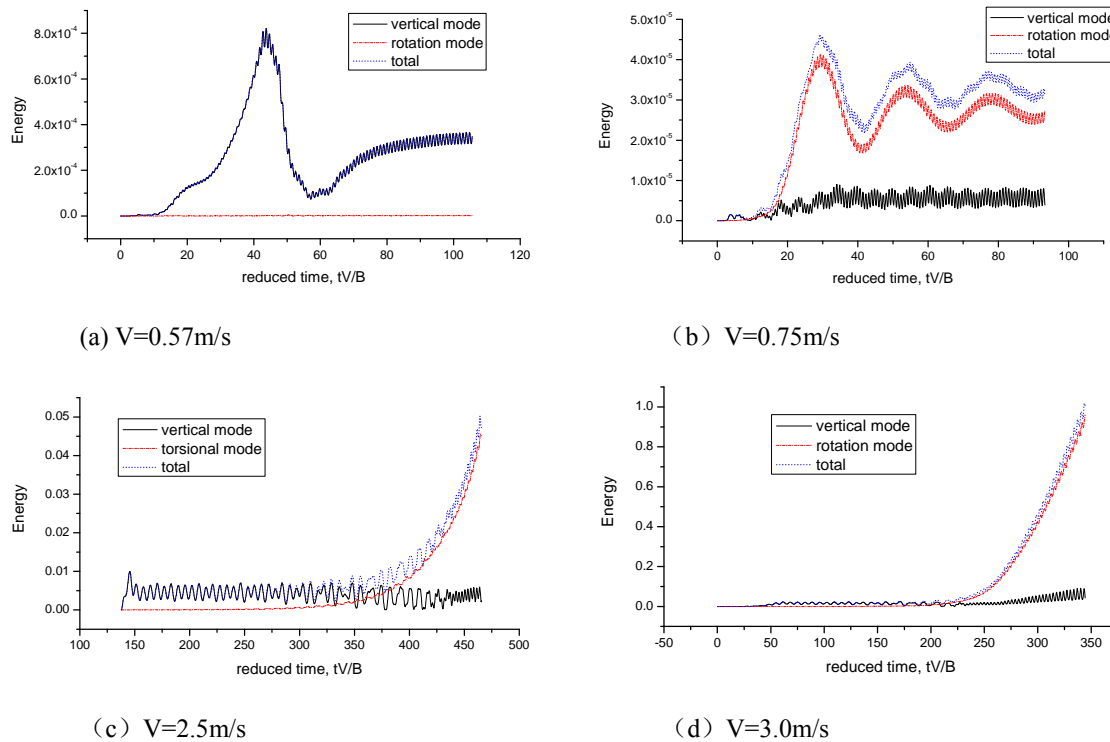 8.0x10⁻⁴
6.0x10⁻⁴
4.0x10⁻⁴
2.0x10⁻⁴
0.0
Energy
vertical mode
rotation mode
total
0 20 40 60 80 100 120
reduced time, tV/B
(a) V=0.57m/s
5.0x10⁻⁵
4.0x10⁻⁵
3.0x10⁻⁵
2.0x10⁻⁵
1.0x10⁻⁵
0.0
Energy
vertical mode
rotation mode
total
0 20 40 60 80 100
reduced time, tV/B
（b）V=0.75m/s
0.05
0.04
0.03
0.02
0.01
0.00
Energy
vertical mode
torsional mode
total
100 150 200 250 300 350 400 450 500
reduced time, tV/B
（c）V=2.5m/s
1.0
0.8
0.6
0.4
0.2
0.0
Energy
vertical mode
rotation mode
total
-50 0 50 100 150 200 250 300 350
reduced time, tV/B
（d）V=3.0m/s